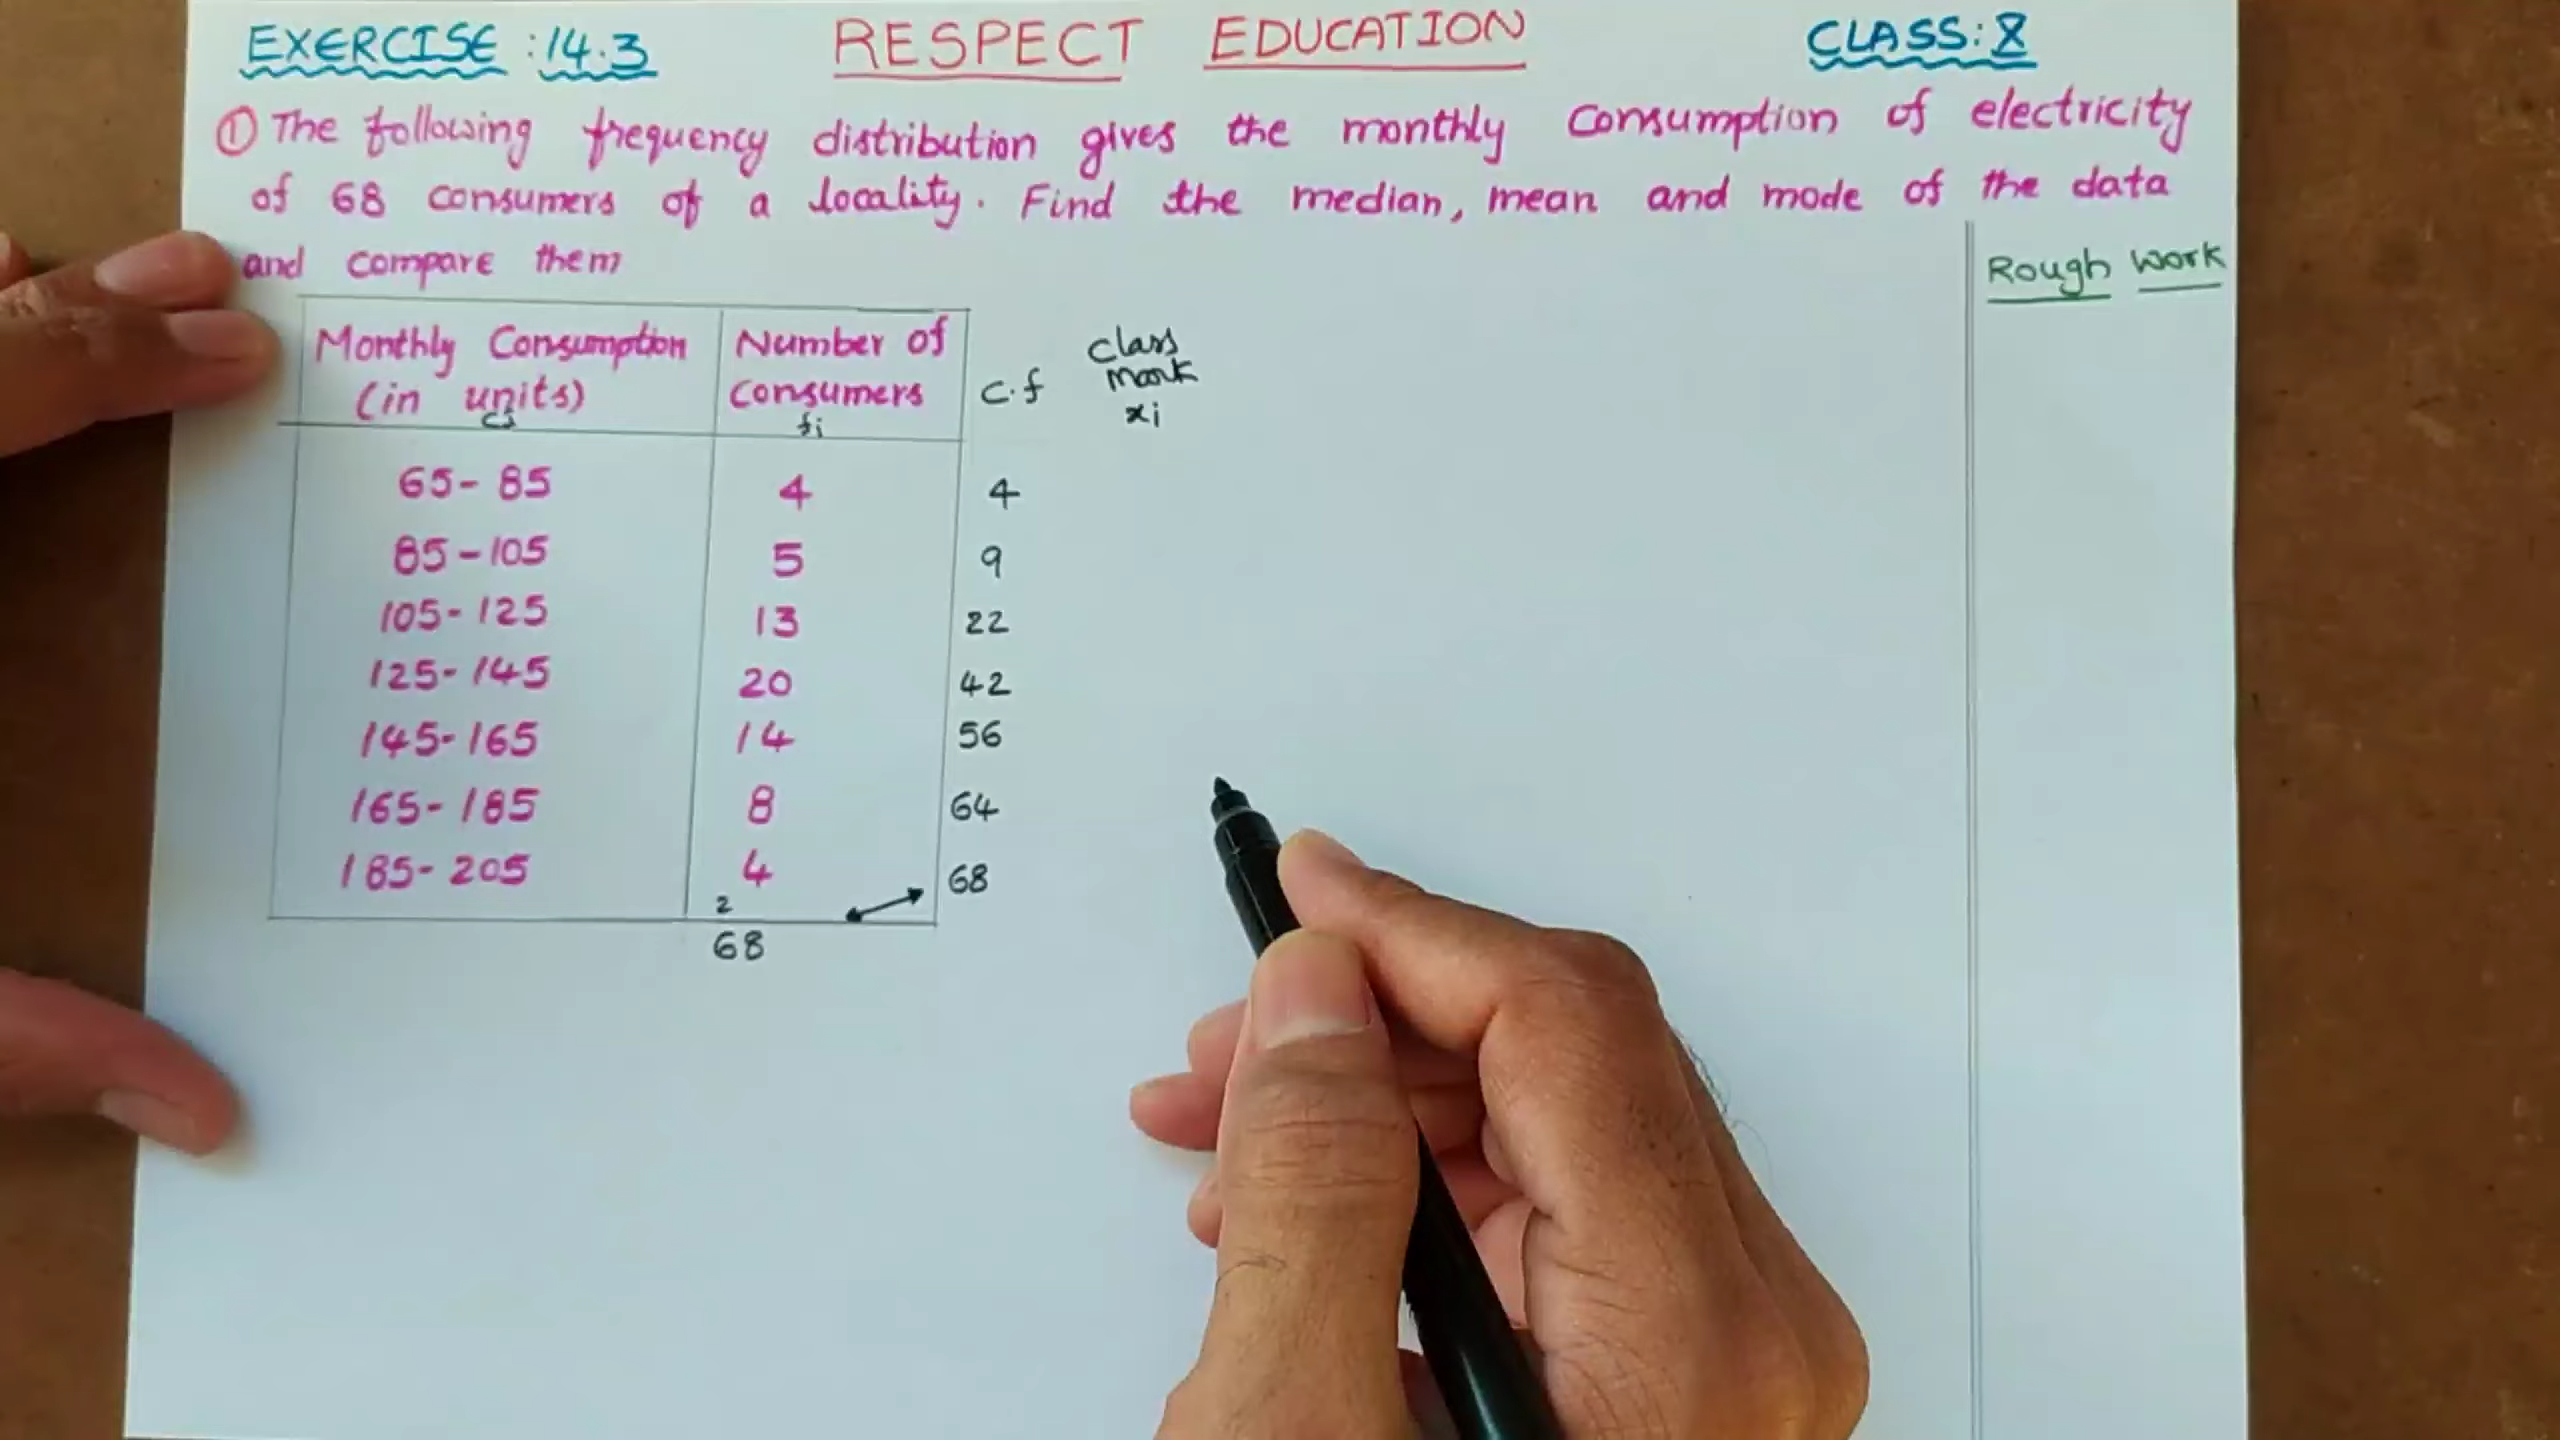 EXERCISE : 14.3 RESPECT EDUCATION CLASS: X
① The following frequency distribution gives the monthly consumption of electricity
of 68 consumers of a locality. Find the median, mean and mode of the data
and compare them
Rough Work
Monthly Consumption Number of class
(in units) Consumers C.f mark
fi xi
65-85 4 4
85-105 5 9
105-125 13 22
125-145 20 42
145-165 14 56
165-185 8 64
185-205 4 68
2
68